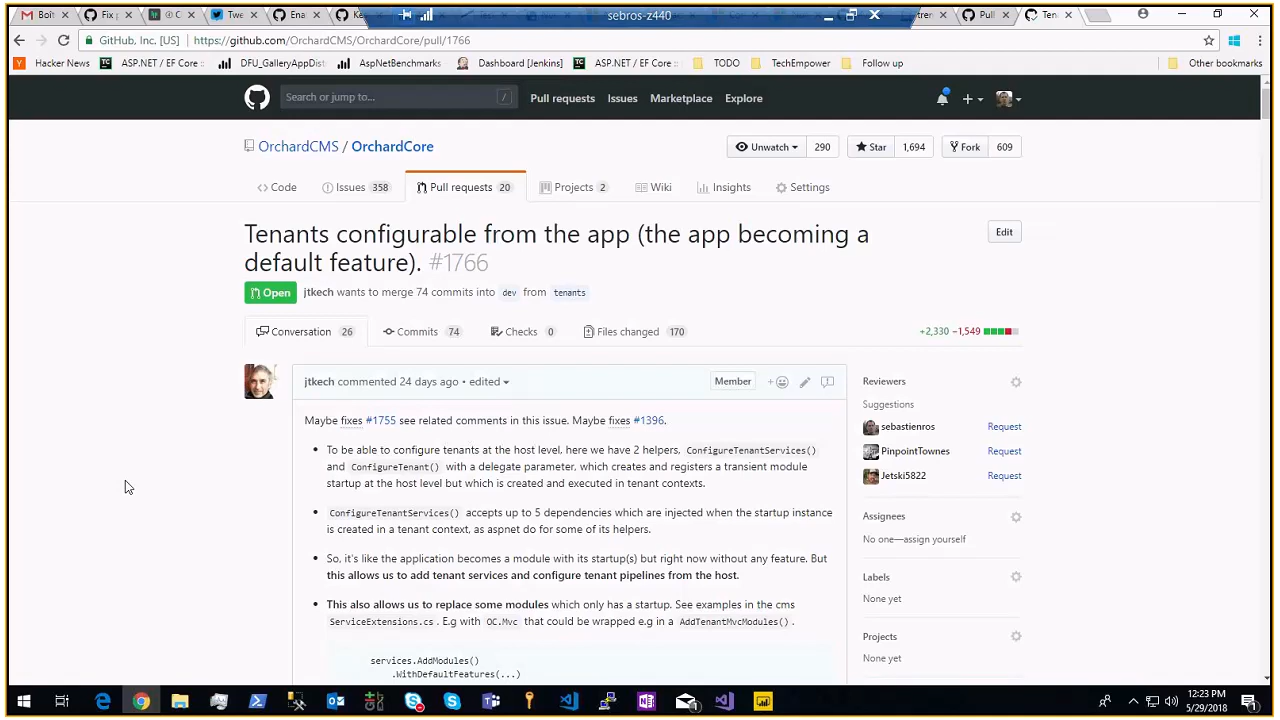 Boît
Fix p
C
Twe
Ena
Ke
sebros-z440
tren
Pull
Ten
GitHub, Inc. [US]
https://github.com/OrchardCMS/OrchardCore/pull/1766
Hacker News
ASP.NET / EF Core ::
DFU_GalleryAppDist
AspNetBenchmarks
Dashboard [Jenkins]
ASP.NET / EF Core ::
TODO
TechEmpower
Follow up
Other bookmarks
Search or jump to...
/
Pull requests
Issues
Marketplace
Explore
OrchardCMS / OrchardCore
Unwatch 290
Star 1,694
Fork 609
Code
Issues 358
Pull requests 20
Projects 2
Wiki
Insights
Settings
Tenants configurable from the app (the app becoming a
default feature). #1766
Edit
Open
jtkech wants to merge 74 commits into dev from tenants
Conversation 26
Commits 74
Checks 0
Files changed 170
+2,330 −1,549
jtkech commented 24 days ago • edited
Member
Maybe fixes #1755 see related comments in this issue. Maybe fixes #1396.
• To be able to configure tenants at the host level, here we have 2 helpers, ConfigureTenantServices()
and ConfigureTenant() with a delegate parameter, which creates and registers a transient module
startup at the host level but which is created and executed in tenant contexts.
• ConfigureTenantServices() accepts up to 5 dependencies which are injected when the startup instance
is created in a tenant context, as aspnet do for some of its helpers.
• So, it's like the application becomes a module with its startup(s) but right now without any feature. But
this allows us to add tenant services and configure tenant pipelines from the host.
• This also allows us to replace some modules which only has a startup. See examples in the cms
ServiceExtensions.cs . E.g with OC.Mvc that could be wrapped e.g in a AddTenantMvcModules() .
services.AddModules()
.WithDefaultFeatures(...)
Reviewers
Suggestions
sebastienros
Request
PinpointTownes
Request
Jetski5822
Request
Assignees
No one—assign yourself
Labels
None yet
Projects
None yet
12:23 PM
5/29/2018